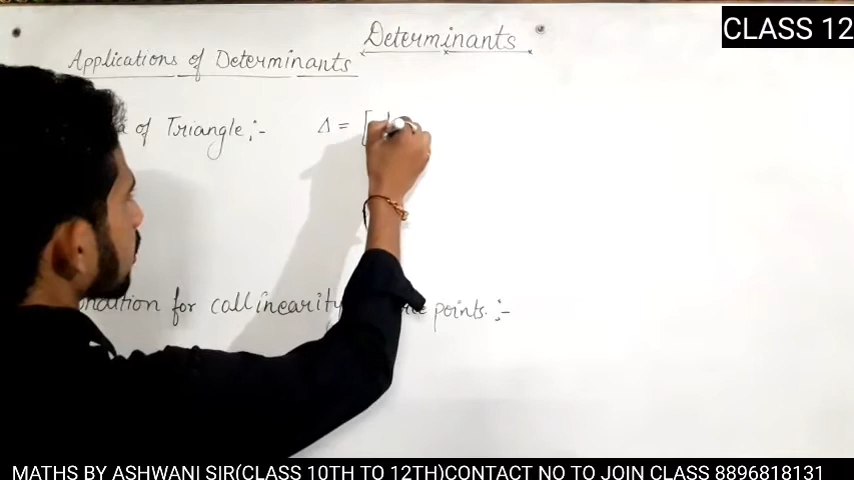 Determinants
CLASS 12
Applications of Determinants
of Triangle :- Δ = [
for collinearity points. :-
MATHS BY ASHWANI SIR(CLASS 10TH TO 12TH)CONTACT NO TO JOIN CLASS 8896818131